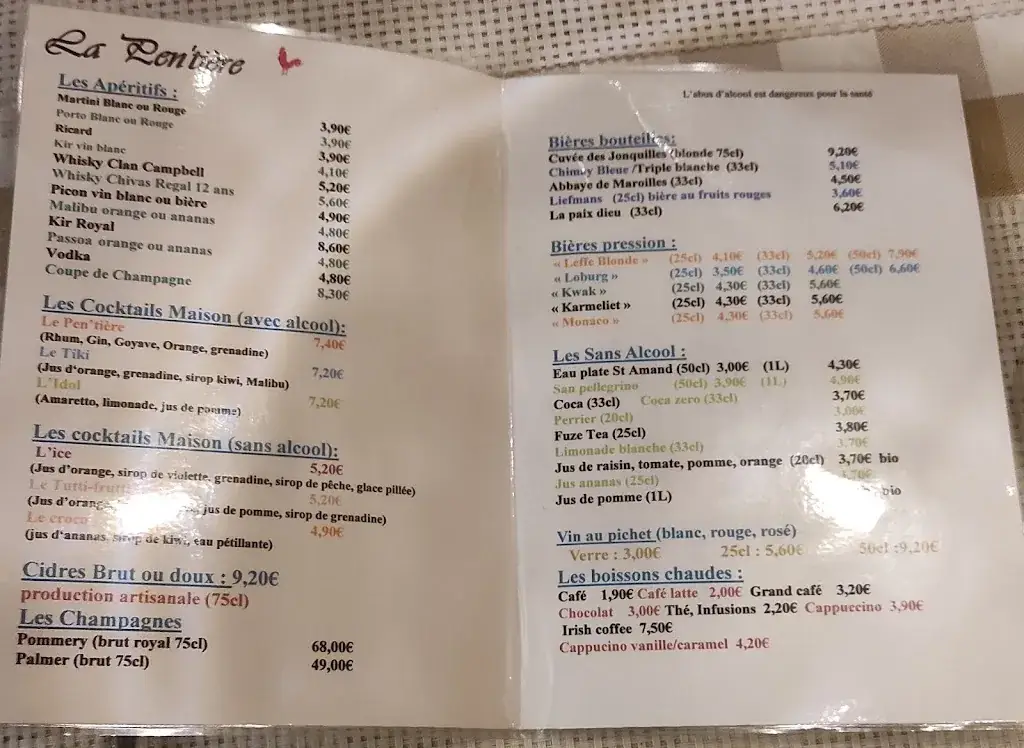 La Pen'tière
Les Apéritifs :
Martini Blanc ou Rouge 3,90€
Porto Blanc ou Rouge 3,90€
Ricard 3,90€
Kir vin blanc 4,10€
Whisky Clan Campbell 5,20€
Whisky Chivas Regal 12 ans 5,60€
Picon vin blanc ou bière 4,90€
Malibu orange ou ananas 4,80€
Kir Royal 8,60€
Passoa orange ou ananas 4,80€
Vodka 4,80€
Coupe de Champagne 8,30€
Les Cocktails Maison (avec alcool):
Le Pen'tière 7,40€
(Rhum, Gin, Goyave, Orange, grenadine)
Le Tiki 7,20€
(Jus d'orange, grenadine, sirop kiwi, Malibu)
L'Idol 7,20€
(Amaretto, limonade, jus de pomme)
Les cocktails Maison (sans alcool):
L'ice 5,20€
(Jus d'orange, sirop de violette, grenadine, sirop de pêche, glace pillée)
Le Tutti-frutti 5,20€
(Jus d'orange, jus de pomme, sirop de grenadine)
Le croco 4,90€
(jus d'ananas, sirop de kiwi, eau pétillante)
Cidres Brut ou doux : 9,20€
production artisanale (75cl)
Les Champagnes
Pommery (brut royal 75cl) 68,00€
Palmer (brut 75cl) 49,00€
L'abus d'alcool est dangereux pour la santé
Bières bouteilles:
Cuvée des Jonquilles (blonde 75cl) 9,20€
Chimay Bleue /Triple blanche (33cl) 5,10€
Abbaye de Maroilles (33cl) 4,50€
Liefmans (25cl) bière au fruits rouges 3,60€
La paix dieu (33cl) 6,20€
Bières pression :
« Leffe Blonde » (25cl) 4,10€ (33cl) 5,20€ (50cl) 7,90€
« Loburg » (25cl) 3,50€ (33cl) 4,60€ (50cl) 6,60€
« Kwak » (25cl) 4,30€ (33cl) 5,60€
« Karmeliet » (25cl) 4,30€ (33cl) 5,60€
« Monaco » (25cl) 4,30€ (33cl) 5,60€
Les Sans Alcool :
Eau plate St Amand (50cl) 3,00€ (1L) 4,30€
San pellegrino (50cl) 3,90€ (1L) 4,90€
Coca (33cl) Coca zero (33cl) 3,70€
Perrier (20cl) 3,00€
Fuze Tea (25cl) 3,80€
Limonade blanche (33cl) 3,70€
Jus de raisin, tomate, pomme, orange (20cl) 3,70€ bio
Jus ananas (25cl) 3,70€
Jus de pomme (1L) bio
Vin au pichet (blanc, rouge, rosé)
Verre : 3,00€ 25cl : 5,60€ 50cl :9,20€
Les boissons chaudes :
Café 1,90€ Café latte 2,00€ Grand café 3,20€
Chocolat 3,00€ Thé, Infusions 2,20€ Cappuccino 3,90€
Irish coffee 7,50€
Cappucino vanille/caramel 4,20€